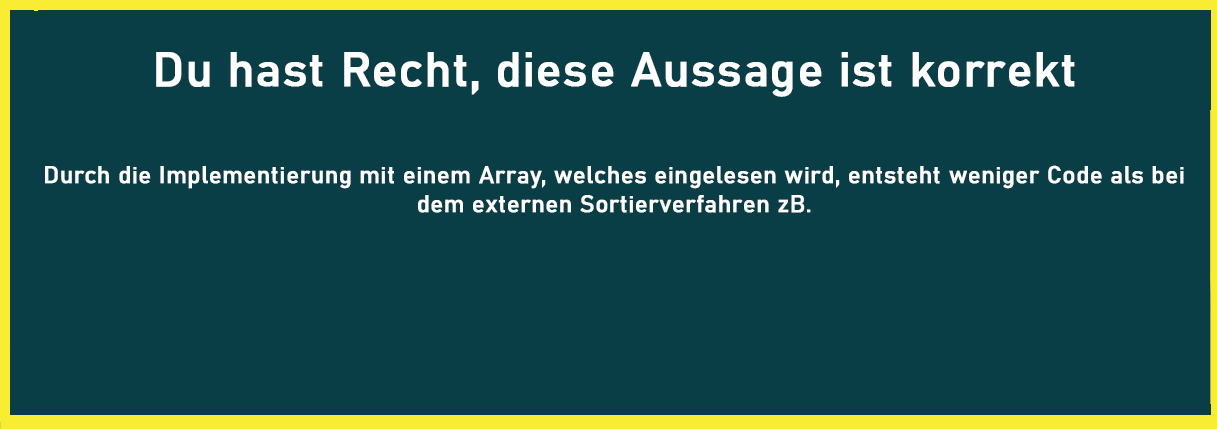 Du hast Recht, diese Aussage ist korrekt
Durch die Implementierung mit einem Array, welches eingelesen wird, entsteht weniger Code als bei
dem externen Sortierverfahren zB.